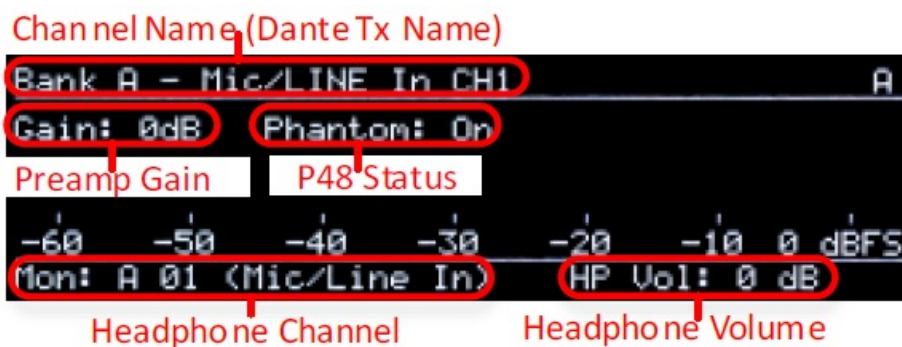 Channel Name (Dante Tx Name)
Bank A - Mic/LINE In CH1 A
Gain: 0dB Phantom: On
Preamp Gain P48 Status
-60 -50 -40 -30 -20 -10 0 dBFS
Mon: A 01 (Mic/Line In) HP Vol: 0 dB
Headphone Channel Headphone Volume